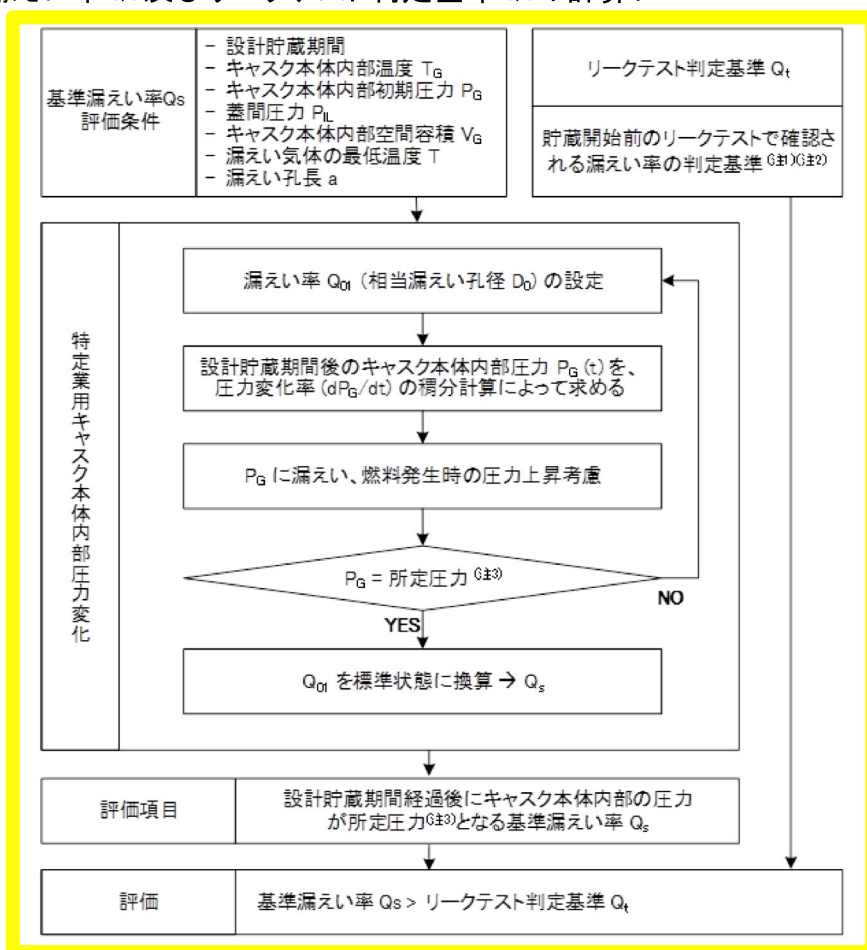 基準漏えい率Qs
評価条件
- 設計貯蔵期間
- キャスク本体内部温度 TG
- キャスク本体内部初期圧力 PG
- 蓋間圧力 PIL
- キャスク本体内部空間容積 VG
- 漏えい気体の最低温度 T
- 漏えい孔長 a
リークテスト判定基準 Qt
貯蔵開始前のリークテストで確認さ
れる漏えい率の判定基準(注1)(注2)
特定業用キャスク本体内部圧力変化
漏えい率 Q01 (相当漏えい孔径 D0) の設定
設計貯蔵期間後のキャスク本体内部圧力 PG (t) を、
圧力変化率 (dPG/dt) の積分計算によって求める
PG に漏えい、燃料発生時の圧力上昇考慮
PG = 所定圧力 (注3)
NO
YES
Q01 を標準状態に換算 → Qs
評価項目
設計貯蔵期間経過後にキャスク本体内部の圧力
が所定圧力(注3)となる基準漏えい率 Qs
評価
基準漏えい率 Qs > リークテスト判定基準 Qt